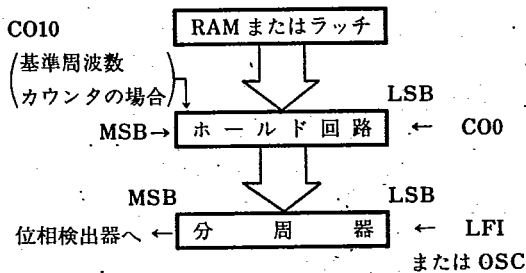 CO10
RAMまたはラッチ
(基準周波数
カウンタの場合)
LSB
MSB→
ホールド回路
← CO0
MSB
LSB
位相検出器へ ←
分周器
← LFI
またはOSC